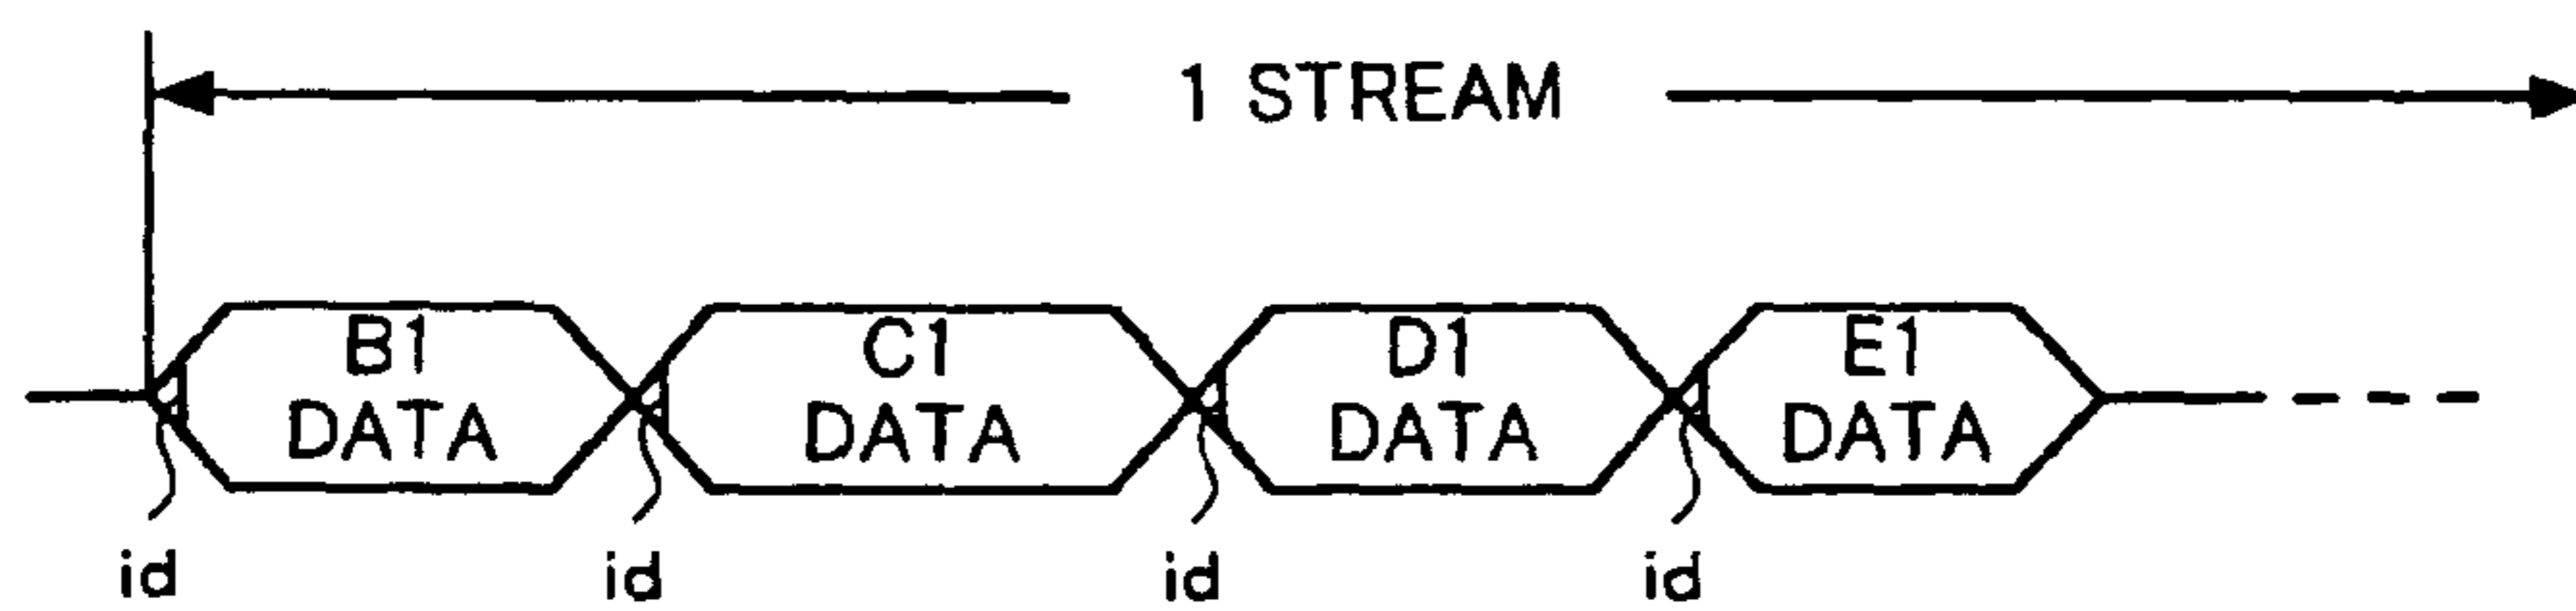 1 STREAM
B1
DATA
C1
DATA
D1
DATA
E1
DATA
id
id
id
id